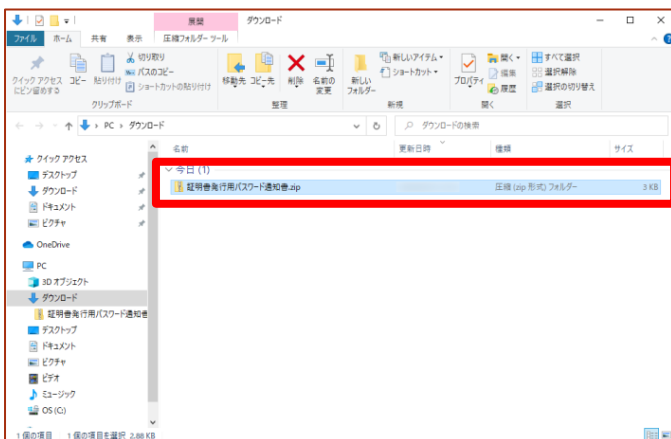 展開
ダウンロード
ファイル ホーム 共有 表示 圧縮フォルダー ツール
クイック アクセスにピン留めする
コピー
貼り付け
切り取り
パスのコピー
ショートカットの貼り付け
クリップボード
移動先 コピー先 削除 名前の変更
整理
新しいフォルダー
新しいアイテム
ショートカット
新規
プロパティ
開く
編集
履歴
開く
すべて選択
選択解除
選択の切り替え
選択
PC › ダウンロード
ダウンロードの検索
名前 更新日時 種類 サイズ
今日 (1)
証明書発行用パスワード通知書.zip 圧縮 (zip 形式) フォルダー 3 KB
クイック アクセス
デスクトップ
ダウンロード
ドキュメント
ピクチャ
OneDrive
PC
3D オブジェクト
ダウンロード
証明書発行用パスワード通知書
デスクトップ
ドキュメント
ピクチャ
ビデオ
ミュージック
OS (C:)
1 個の項目 1 個の項目を選択 2.88 KB